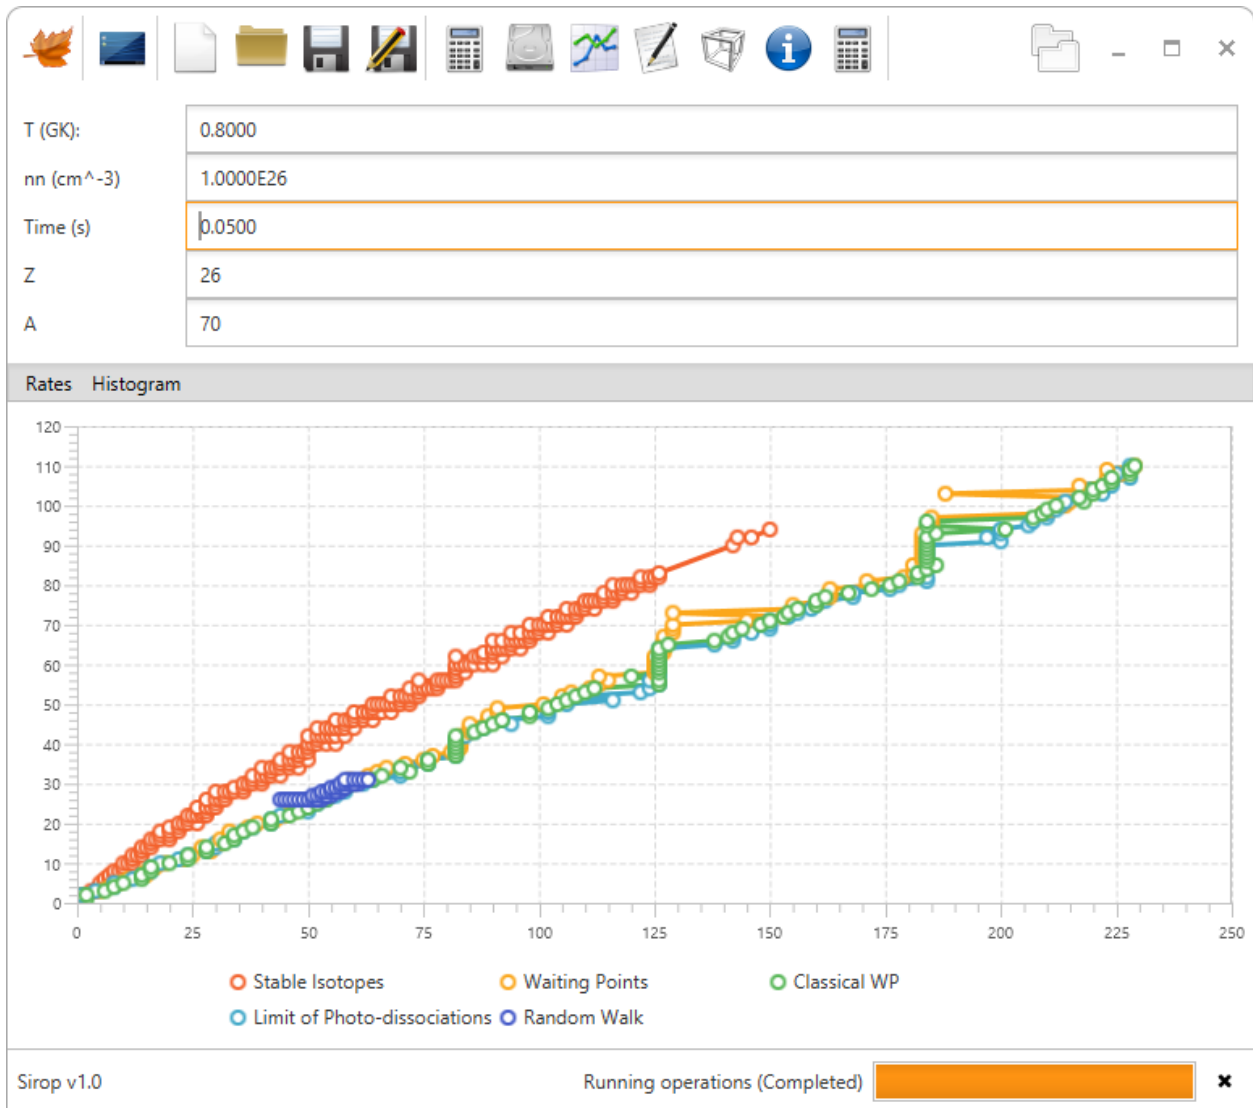 T (GK): 0.8000
nn (cm^-3) 1.0000E26
Time (s) 0.0500
Z 26
A 70
Rates Histogram
120
110
100
90
80
70
60
50
40
30
20
10
0
0 25 50 75 100 125 150 175 200 225 250
Stable Isotopes Waiting Points Classical WP
Limit of Photo-dissociations Random Walk
Sirop v1.0 Running operations (Completed)